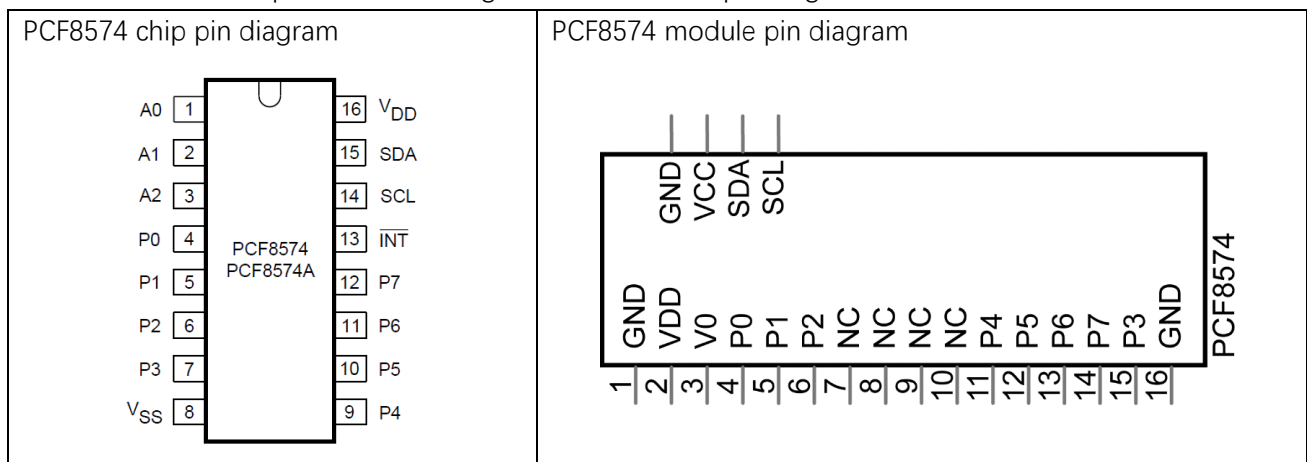 PCF8574 chip pin diagram
A0 1 16 VDD
A1 2 15 SDA
A2 3 14 SCL
P0 4 13 INT
P1 5 12 P7
P2 6 11 P6
P3 7 10 P5
VSS 8 9 P4
PCF8574
PCF8574A
PCF8574 module pin diagram
GND VCC SDA SCL
GND VDD V0 P0 P1 P2 NC NC NC NC P4 P5 P6 P7 P3 GND
1 2 3 4 5 6 7 8 9 10 11 12 13 14 15 16
PCF8574